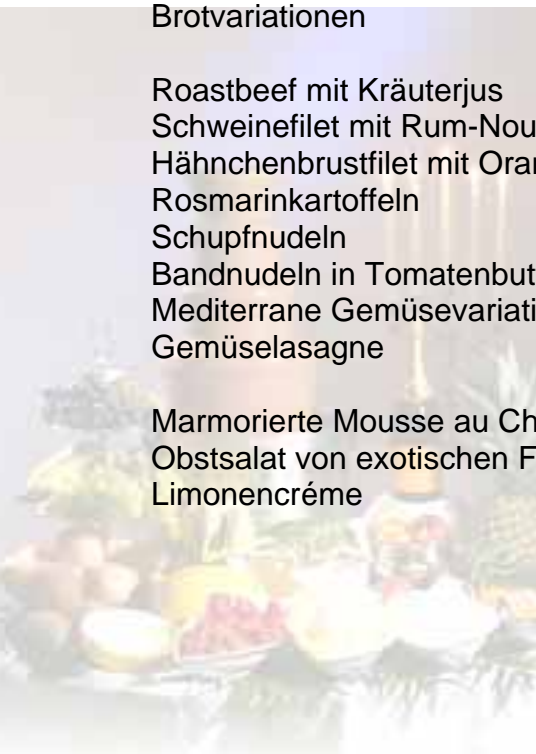 Brotvariationen
Roastbeef mit Kräuterjus
Schweinefilet mit Rum-Nou
Hähnchenbrustfilet mit Ora
Rosmarinkartoffeln
Schupfnudeln
Bandnudeln in Tomatenbut
Mediterrane Gemüsevariati
Gemüselasagne
Marmorierte Mousse au Ch
Obstsalat von exotischen F
Limonencréme